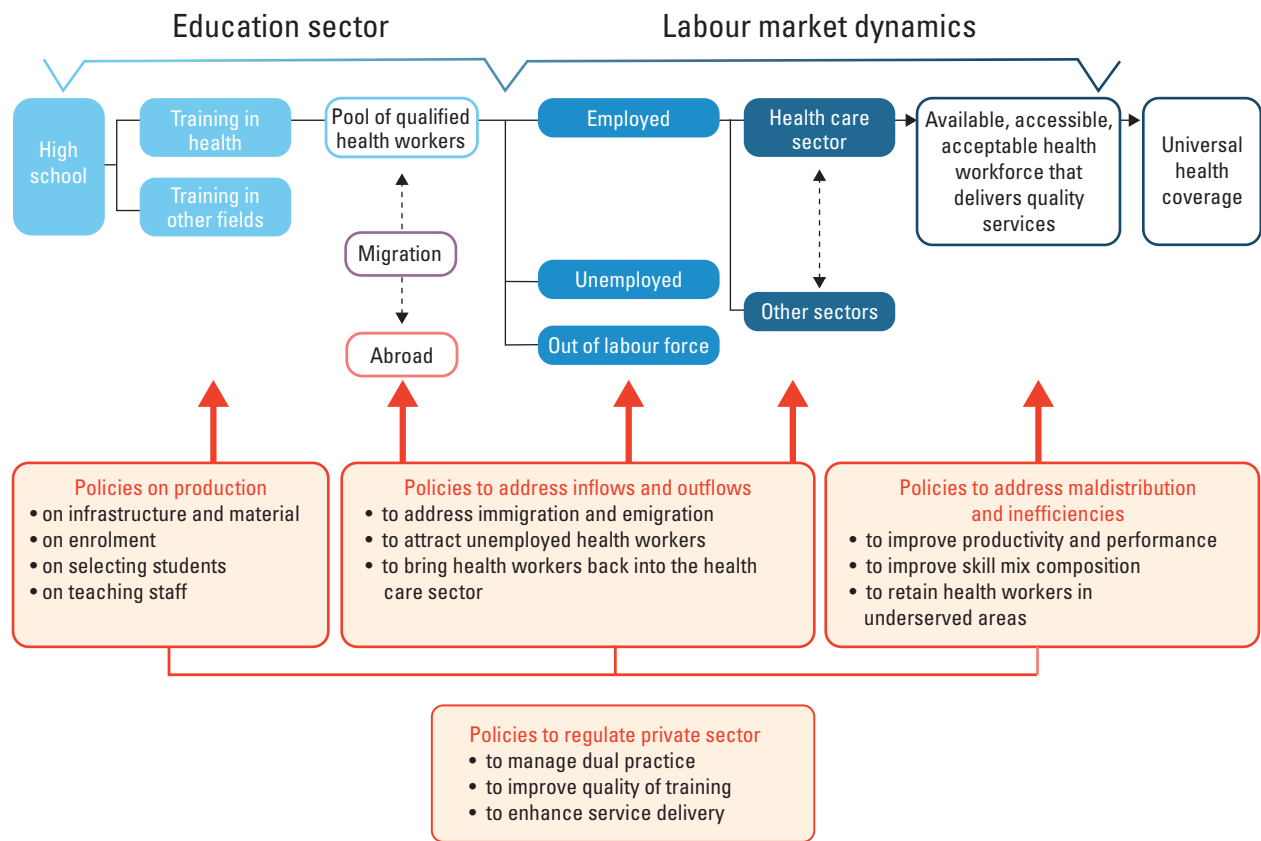 Education sector
Labour market dynamics
High
school
Training in
health
Training in
other fields
Pool of qualified
health workers
Migration
Abroad
Employed
Unemployed
Out of labour force
Health care
sector
Other sectors
Available, accessible,
acceptable health
workforce that
delivers quality
services
Universal
health
coverage
Policies on production
• on infrastructure and material
• on enrolment
• on selecting students
• on teaching staff
Policies to address inflows and outflows
• to address immigration and emigration
• to attract unemployed health workers
• to bring health workers back into the health
care sector
Policies to address maldistribution
and inefficiencies
• to improve productivity and performance
• to improve skill mix composition
• to retain health workers in
underserved areas
Policies to regulate private sector
• to manage dual practice
• to improve quality of training
• to enhance service delivery